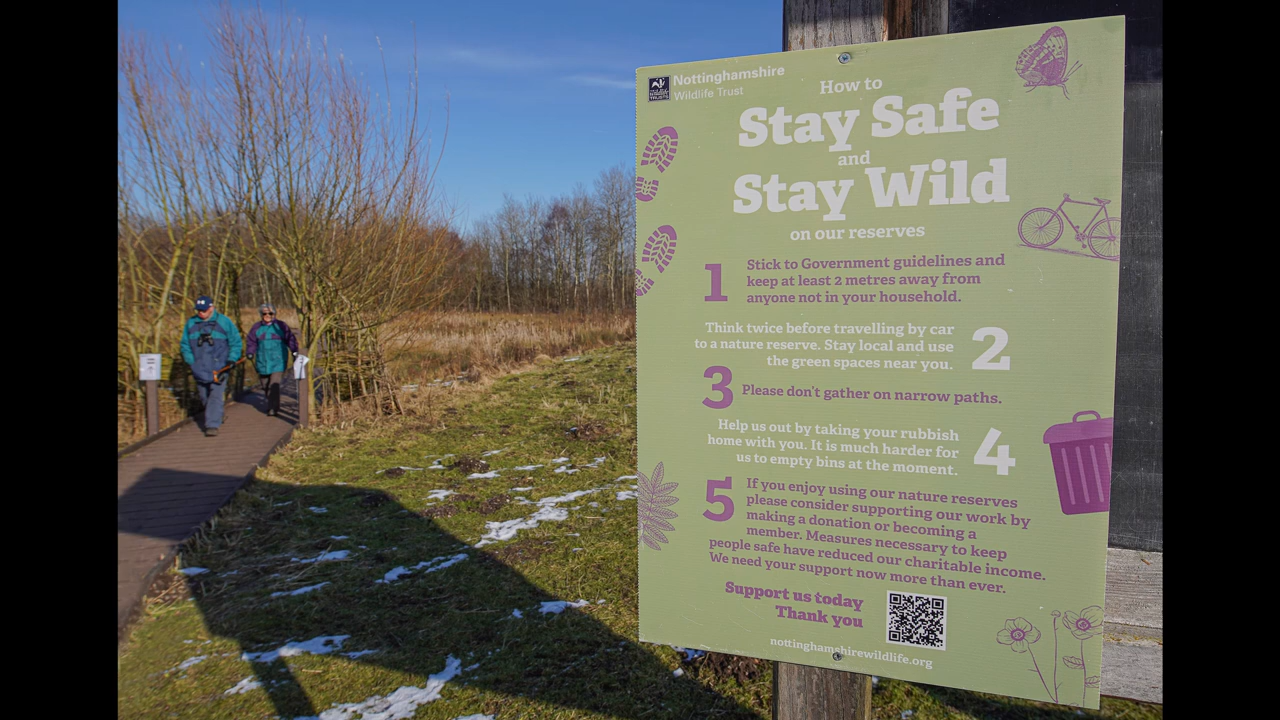 Nottinghamshire
Wildlife Trust
How to
Stay Safe
and
Stay Wild
on our reserves
1
Stick to Government guidelines and
keep at least 2 metres away from
anyone not in your household.
Think twice before travelling by car
to a nature reserve. Stay local and use
the green spaces near you.
2
3
Please don't gather on narrow paths.
Help us out by taking your rubbish
home with you. It is much harder for
us to empty bins at the moment.
4
5
If you enjoy using our nature reserves
please consider supporting our work by
making a donation or becoming a
member. Measures necessary to keep
people safe have reduced our charitable income.
We need your support now more than ever.
Support us today
Thank you
nottinghamshirewildlife.org